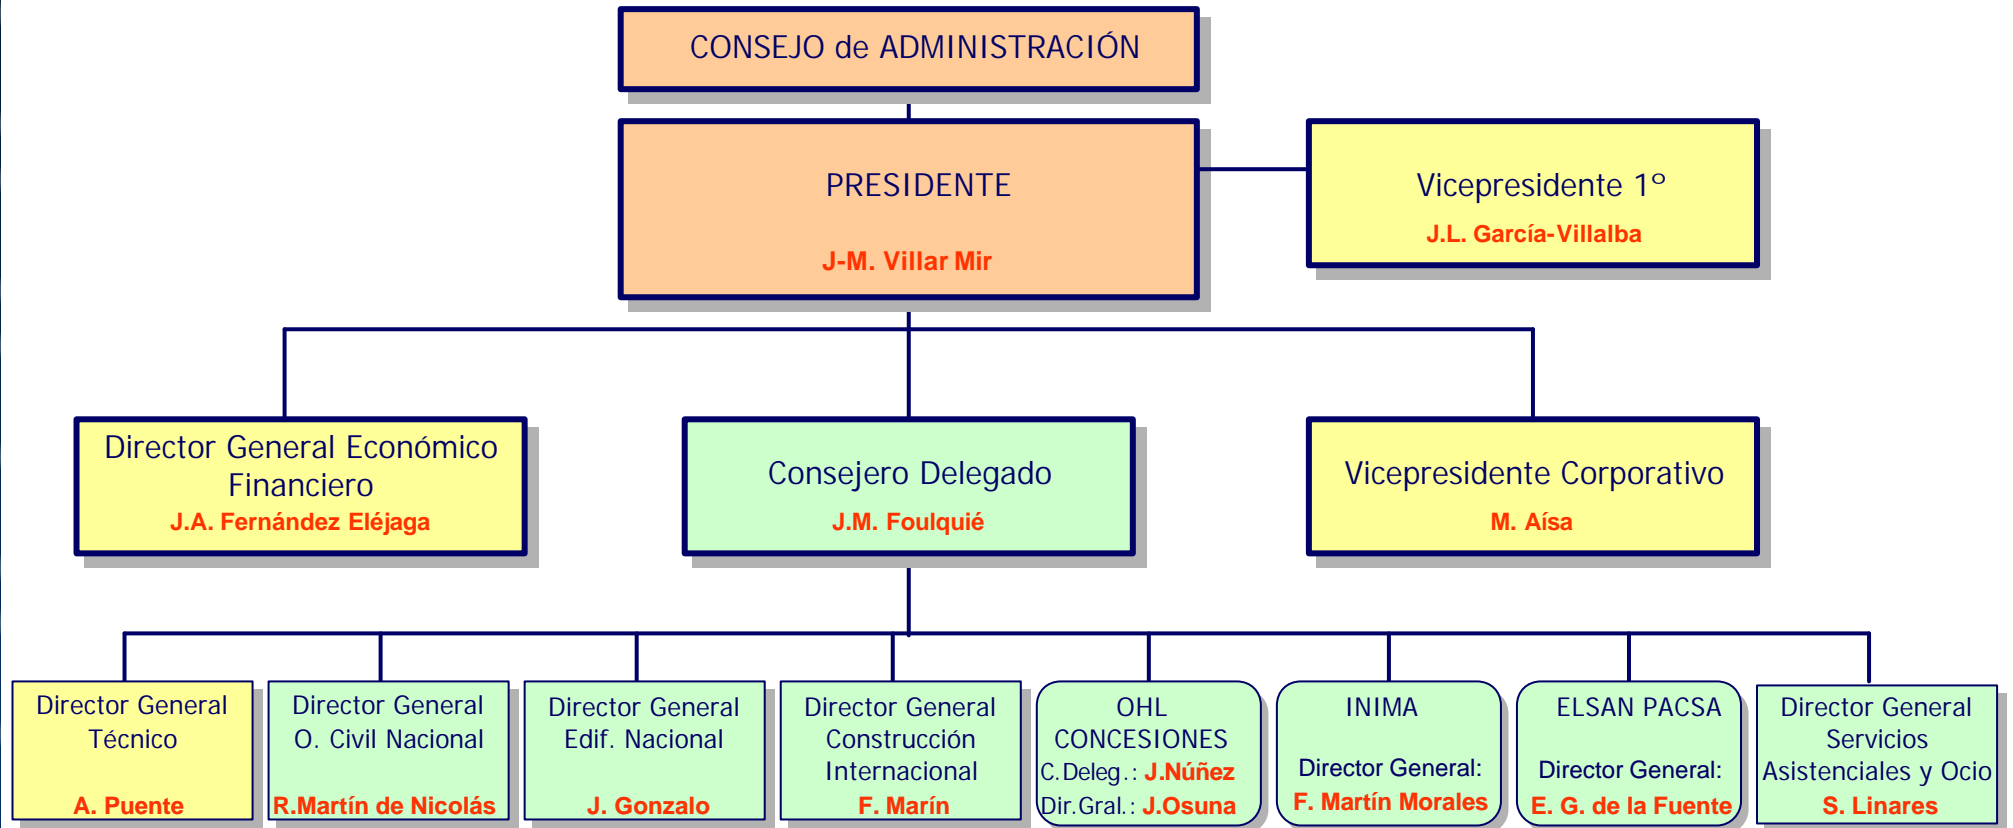 CONSEJO de ADMINISTRACIÓN
PRESIDENTE
J-M. Villar Mir
Vicepresidente 1º
J.L. García-Villalba
Director General Económico
Financiero
J.A. Fernández Eléjaga
Consejero Delegado
J.M. Foulquié
Vicepresidente Corporativo
M. Aísa
Director General
Técnico
A. Puente
Director General
O. Civil Nacional
R.Martín de Nicolás
Director General
Edif. Nacional
J. Gonzalo
Director General
Construcción
Internacional
F. Marín
OHL
CONCESIONES
C.Deleg.: J.Núñez
Dir.Gral.: J.Osuna
INIMA
Director General:
F. Martín Morales
ELSAN PACSA
Director General:
E. G. de la Fuente
Director General
Servicios
Asistenciales y Ocio
S. Linares